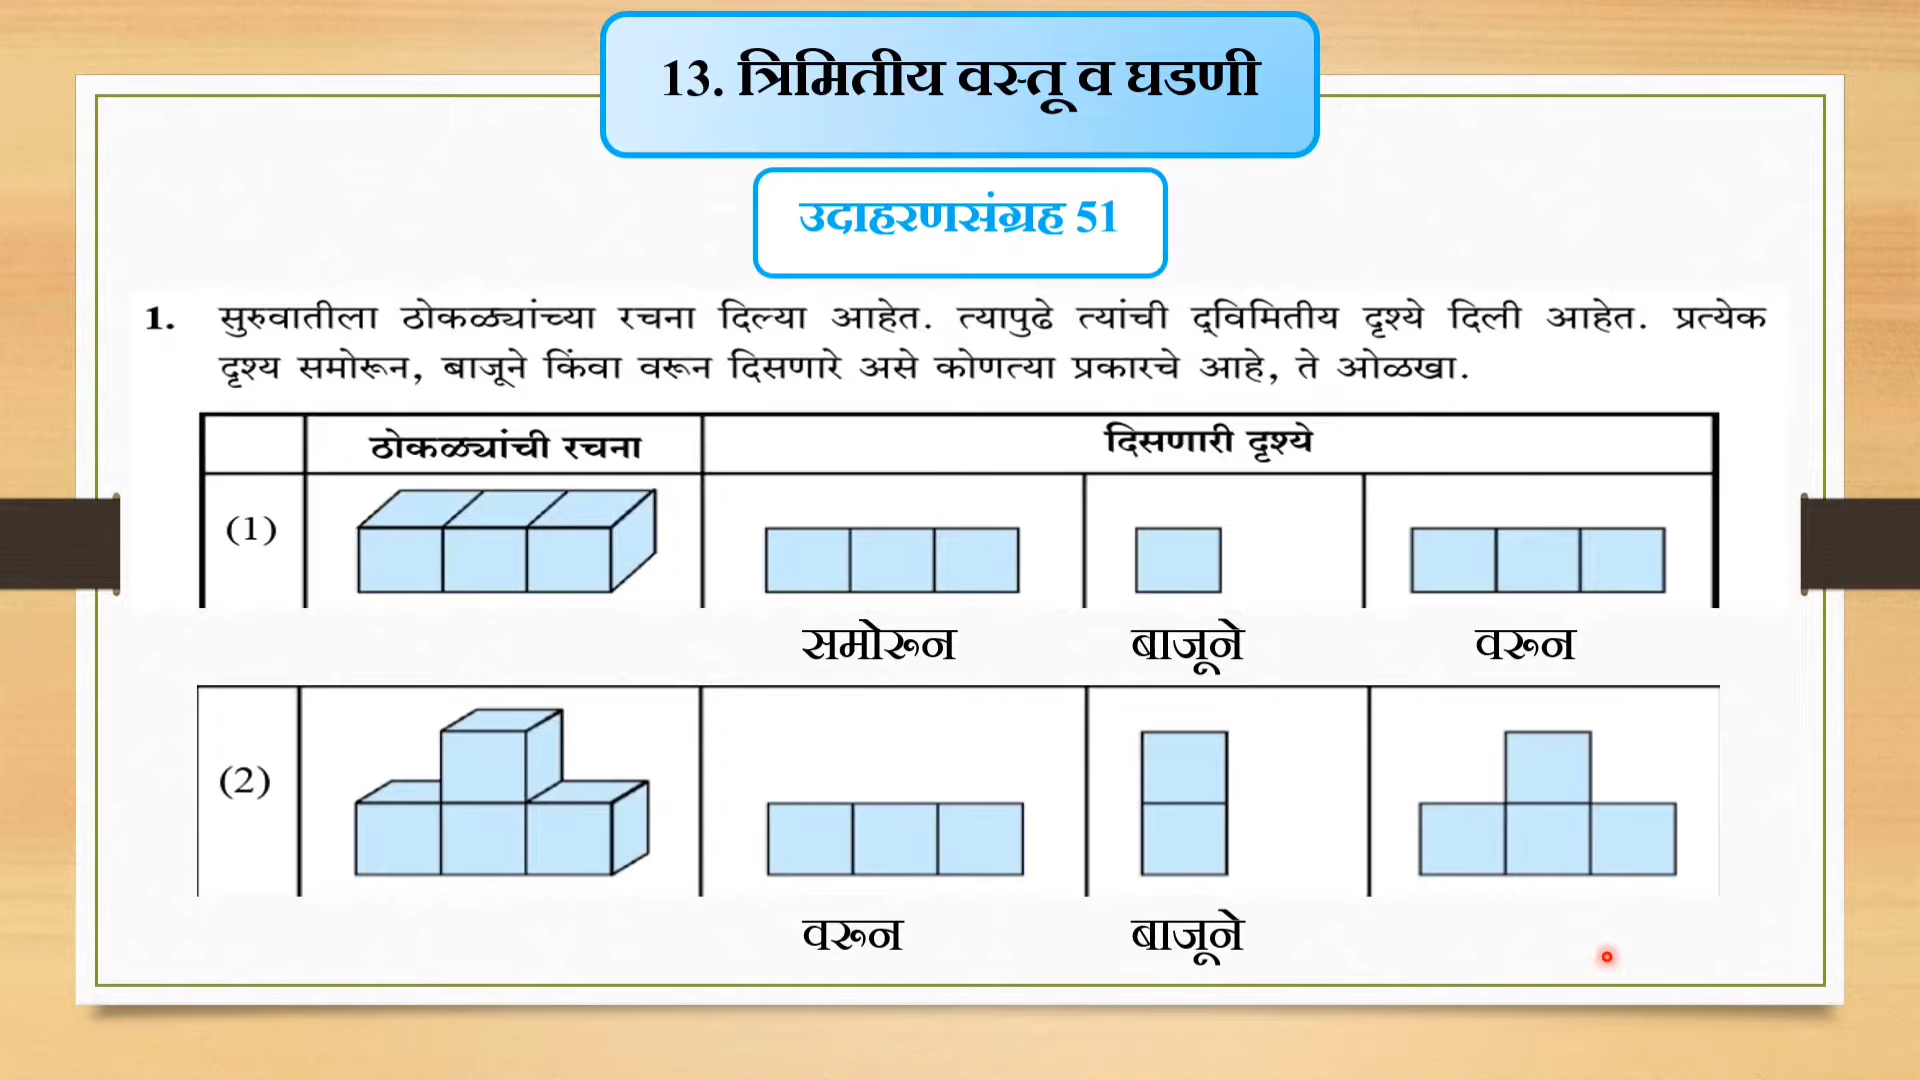 13. त्रिमितीय वस्तू व घडणी
उदाहरणसंग्रह 51
1. सुरुवातीला ठोकळ्यांच्या रचना दिल्या आहेत. त्यापुढे त्यांची द्‌विमितीय दृश्ये दिली आहेत. प्रत्येक
दृश्य समोरून, बाजूने किंवा वरून दिसणारे असे कोणत्या प्रकारचे आहे, ते ओळखा.
ठोकळ्यांची रचना दिसणारी दृश्ये
(1)
समोरून बाजूने वरून
(2)
वरून बाजूने